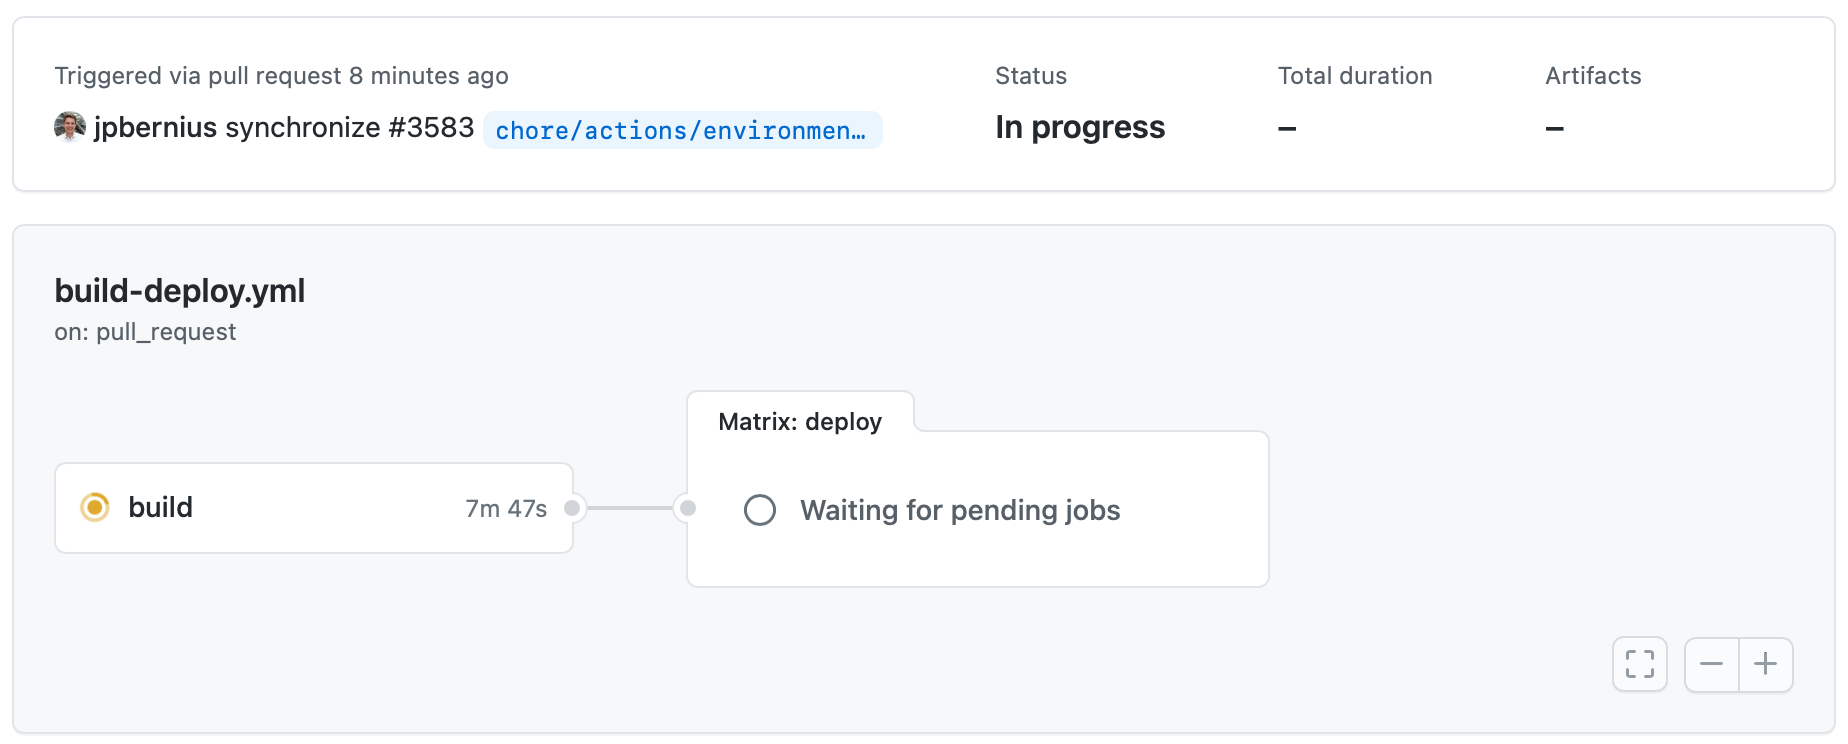 Triggered via pull request 8 minutes ago
jpbernius synchronize #3583 chore/actions/environmen…
Status
In progress
Total duration
–
Artifacts
–
build-deploy.yml
on: pull_request
Matrix: deploy
build 7m 47s
Waiting for pending jobs